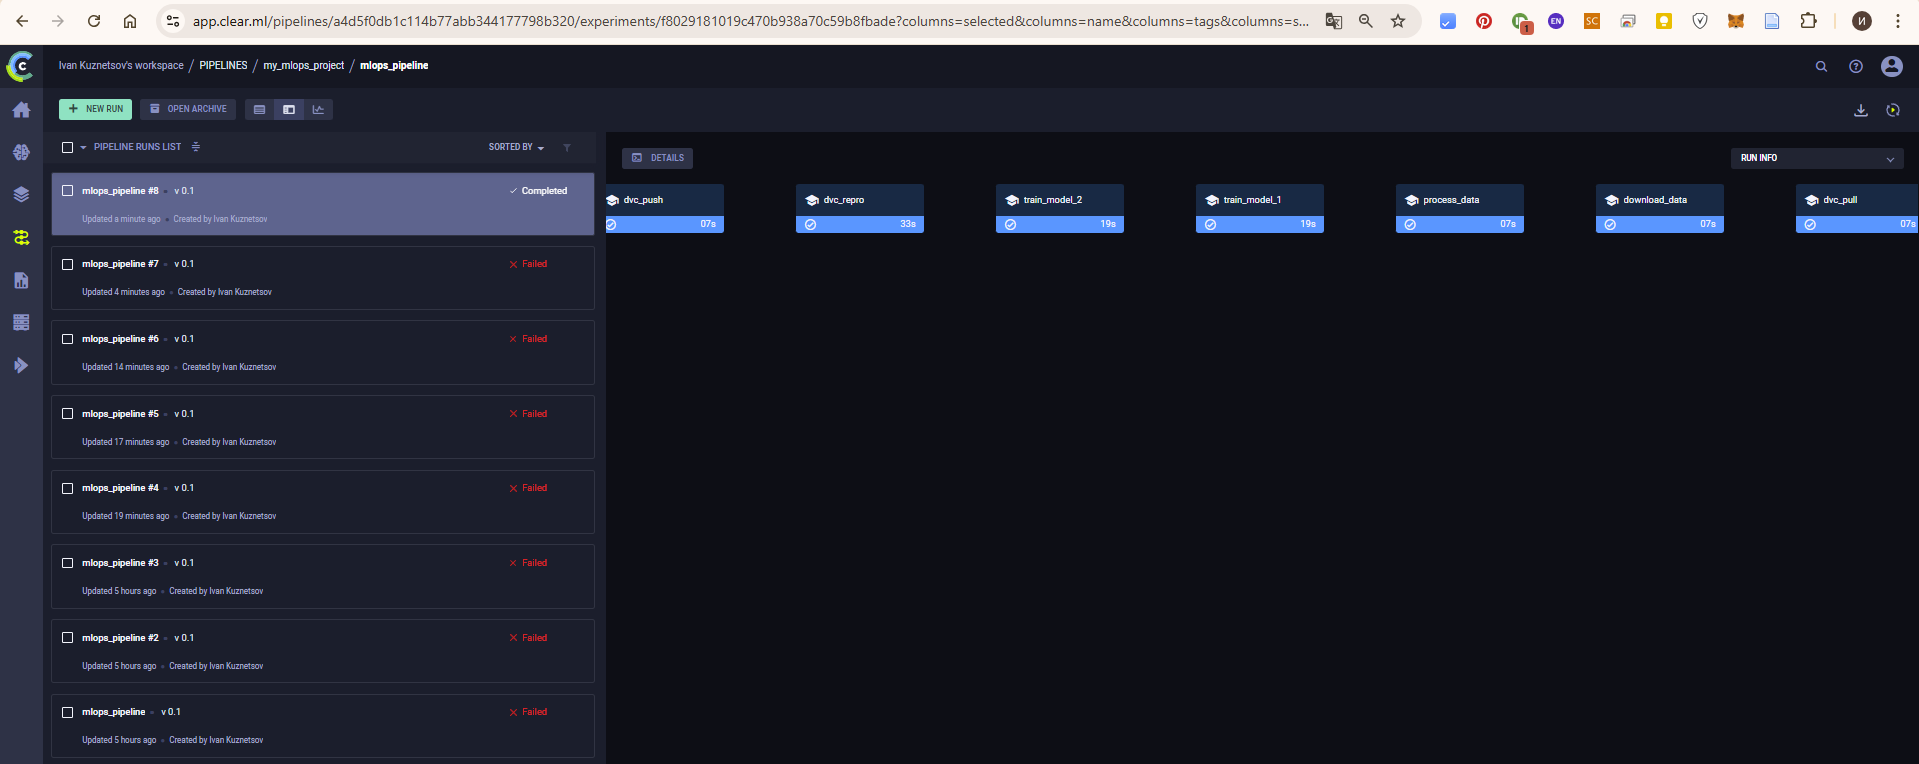 app.clear.ml/pipelines/a4d5f0db1c114b77abb344177798b320/experiments/f8029181019c470b938a70c59b8fbade?columns=selected&columns=name&columns=tags&columns=s...
1
EN
SC
И
Ivan Kuznetsov's workspace / PIPELINES / my_mlops_project / mlops_pipeline
+ NEW RUN
OPEN ARCHIVE
PIPELINE RUNS LIST
SORTED BY
mlops_pipeline #8 v 0.1 Completed
Updated a minute ago Created by Ivan Kuznetsov
mlops_pipeline #7 v 0.1 Failed
Updated 4 minutes ago Created by Ivan Kuznetsov
mlops_pipeline #6 v 0.1 Failed
Updated 14 minutes ago Created by Ivan Kuznetsov
mlops_pipeline #5 v 0.1 Failed
Updated 17 minutes ago Created by Ivan Kuznetsov
mlops_pipeline #4 v 0.1 Failed
Updated 19 minutes ago Created by Ivan Kuznetsov
mlops_pipeline #3 v 0.1 Failed
Updated 5 hours ago Created by Ivan Kuznetsov
mlops_pipeline #2 v 0.1 Failed
Updated 5 hours ago Created by Ivan Kuznetsov
mlops_pipeline v 0.1 Failed
Updated 5 hours ago Created by Ivan Kuznetsov
DETAILS
RUN INFO
dvc_push
07s
dvc_repro
33s
train_model_2
19s
train_model_1
19s
process_data
07s
download_data
07s
dvc_pull
07s